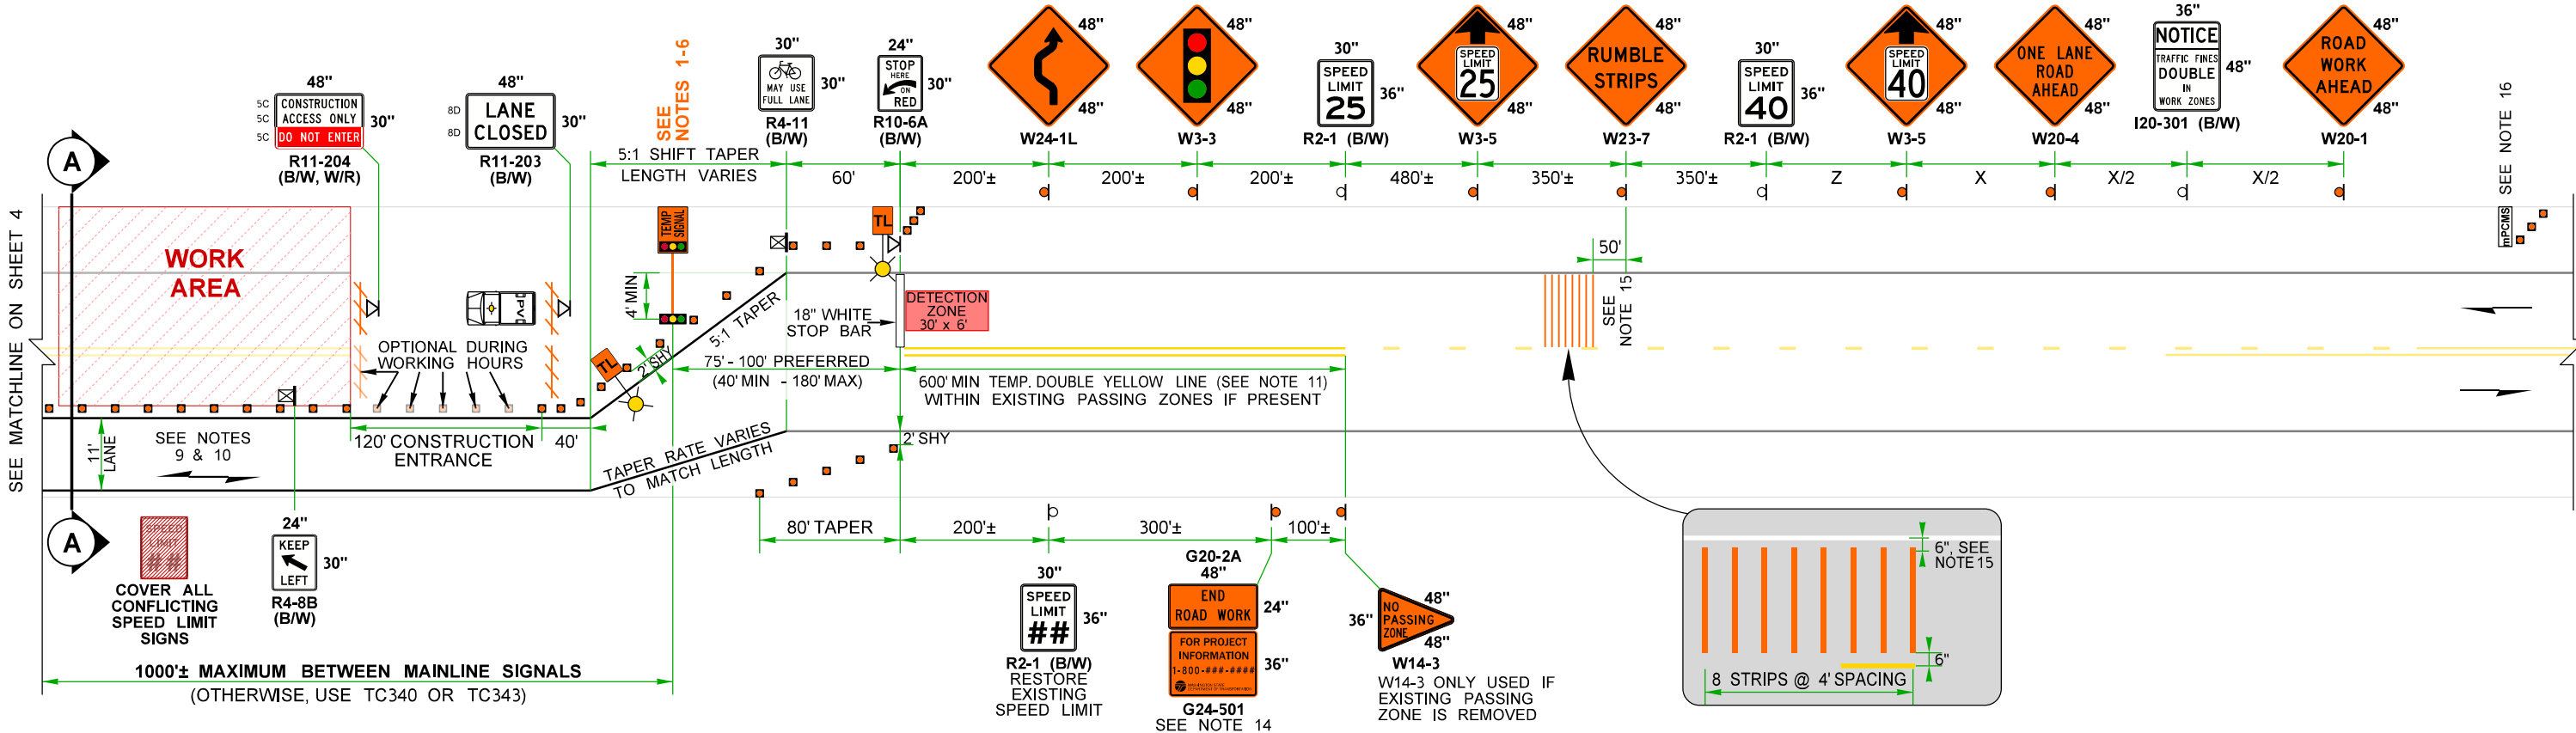 SEE MATCHLINE ON SHEET 4
A
A
WORK
AREA
48"
5C
5C
5C
CONSTRUCTION
ACCESS ONLY
DO NOT ENTER
30"
R11-204
(B/W, W/R)
48"
8D
8D
LANE
CLOSED
30"
R11-203
(B/W)
SEE
NOTES 1-6
5:1 SHIFT TAPER
LENGTH VARIES
30"
MAY USE
FULL LANE
30"
R4-11
(B/W)
60'
24"
STOP
HERE
ON
RED
30"
R10-6A
(B/W)
200'±
48"
48"
W24-1L
200'±
48"
48"
W3-3
200'±
30"
SPEED
LIMIT
25
36"
R2-1 (B/W)
480'±
SPEED
LIMIT
25
48"
48"
W3-5
350'±
RUMBLE
STRIPS
48"
48"
W23-7
350'±
30"
SPEED
LIMIT
40
36"
R2-1 (B/W)
Z
SPEED
LIMIT
40
48"
48"
W3-5
X
ONE LANE
ROAD
AHEAD
48"
48"
W20-4
X/2
36"
NOTICE
TRAFFIC FINES
DOUBLE
IN
WORK ZONES
48"
I20-301 (B/W)
X/2
ROAD
WORK
AHEAD
48"
48"
W20-1
SEE NOTE 16
mPCMS
PV
OPTIONAL DURING
WORKING HOURS
TEMP
SIGNAL
4' MIN
TL
TL
2' SHY
5:1 TAPER
18" WHITE
STOP BAR
DETECTION
ZONE
30' x 6'
75' - 100' PREFERRED
(40' MIN - 180' MAX)
600' MIN TEMP. DOUBLE YELLOW LINE (SEE NOTE 11)
WITHIN EXISTING PASSING ZONES IF PRESENT
50'
SEE
NOTE 15
11'
LANE
SEE NOTES
9 & 10
120' CONSTRUCTION
ENTRANCE
40'
TAPER RATE VARIES
TO MATCH LENGTH
2' SHY
80' TAPER
200'±
300'±
100'±
SPEED
LIMIT
##
COVER ALL
CONFLICTING
SPEED LIMIT
SIGNS
24"
KEEP
LEFT
30"
R4-8B
(B/W)
1000'± MAXIMUM BETWEEN MAINLINE SIGNALS
(OTHERWISE, USE TC340 OR TC343)
30"
SPEED
LIMIT
##
36"
R2-1 (B/W)
RESTORE
EXISTING
SPEED LIMIT
G20-2A
48"
END
ROAD WORK
24"
FOR PROJECT
INFORMATION
1-800-###-####
36"
G24-501
SEE NOTE 14
36"
NO
PASSING
ZONE
48"
48"
W14-3
W14-3 ONLY USED IF
EXISTING PASSING
ZONE IS REMOVED
6", SEE
NOTE 15
6"
8 STRIPS @ 4' SPACING